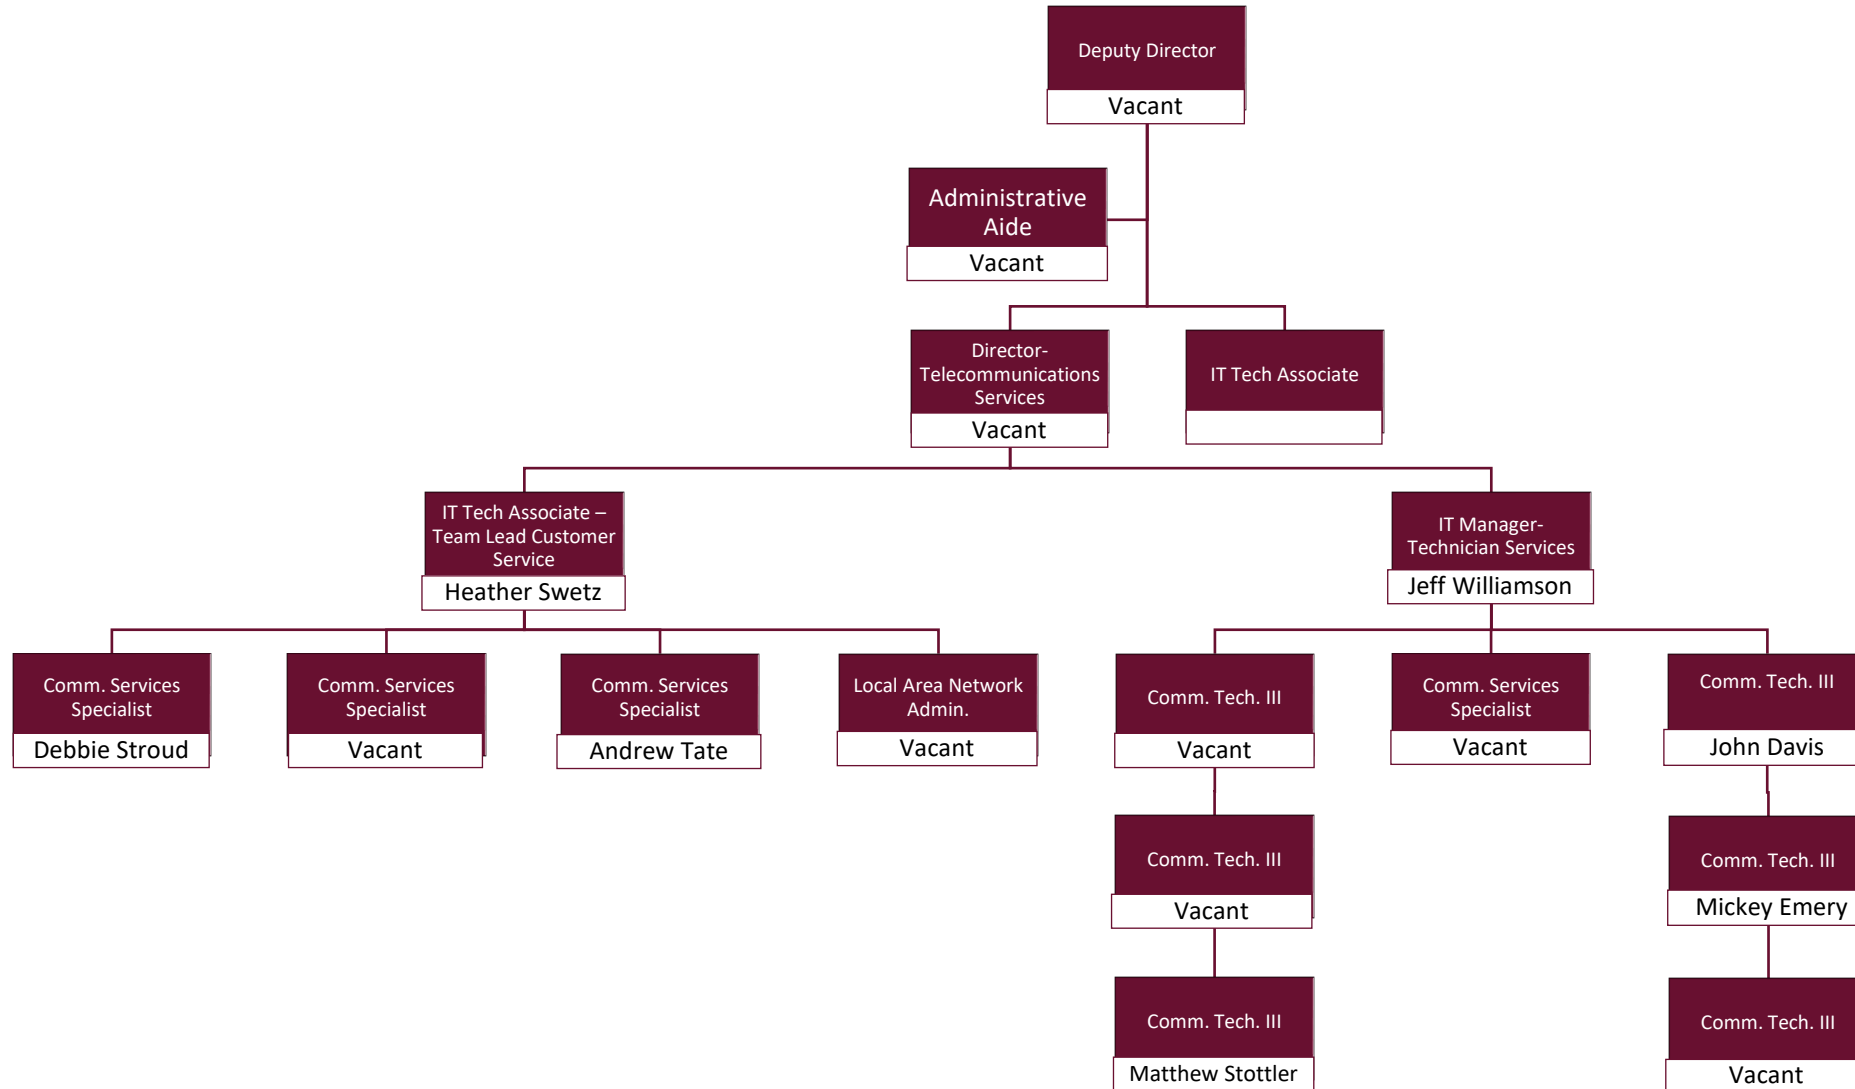 Deputy Director
Vacant
Administrative
Aide
Vacant
Director-
Telecommunications
Services
Vacant
IT Tech Associate
IT Tech Associate –
Team Lead Customer
Service
Heather Swetz
IT Manager-
Technician Services
Jeff Williamson
Comm. Services
Specialist
Debbie Stroud
Comm. Services
Specialist
Vacant
Comm. Services
Specialist
Andrew Tate
Local Area Network
Admin.
Vacant
Comm. Tech. III
Vacant
Comm. Services
Specialist
Vacant
Comm. Tech. III
John Davis
Comm. Tech. III
Vacant
Comm. Tech. III
Mickey Emery
Comm. Tech. III
Matthew Stottler
Comm. Tech. III
Vacant